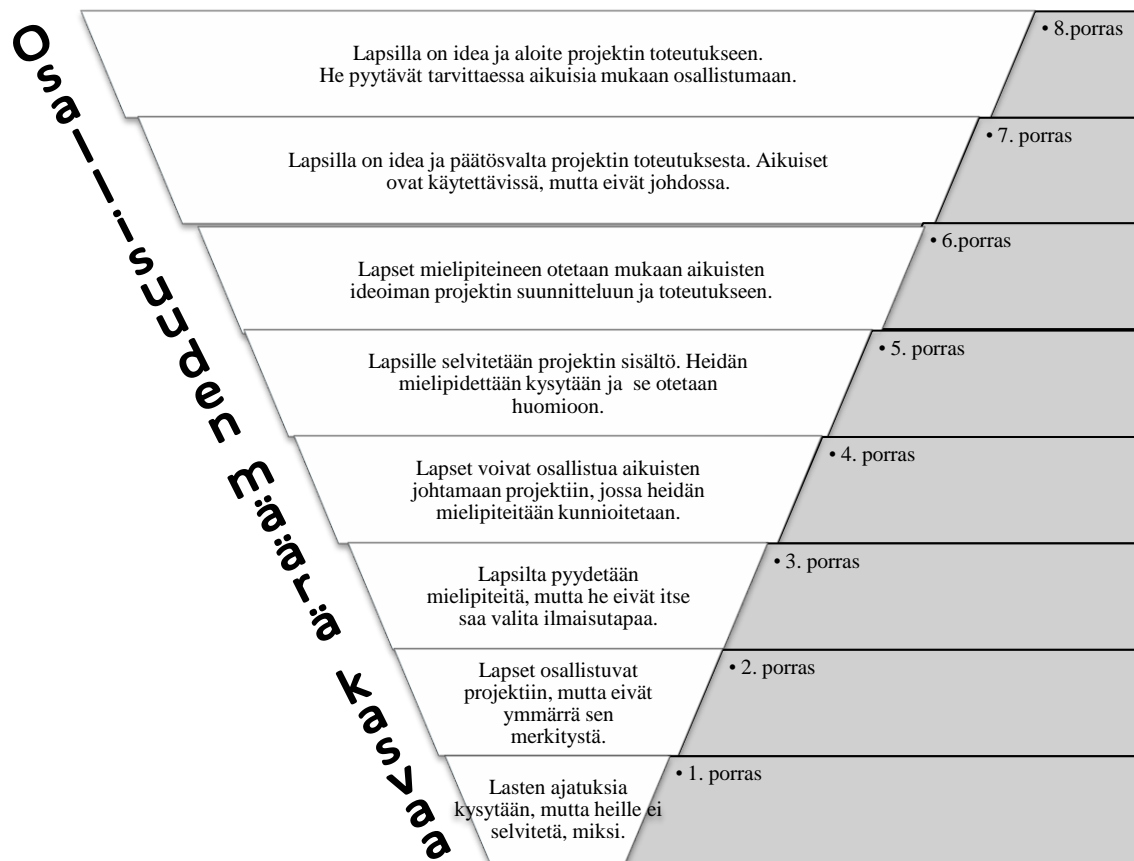 Osallisuuden määrä kasvaa
• 8.porras
Lapsilla on idea ja aloite projektin toteutukseen.
He pyytävät tarvittaessa aikuisia mukaan osallistumaan.
• 7. porras
Lapsilla on idea ja päätösvalta projektin toteutuksesta. Aikuiset
ovat käytettävissä, mutta eivät johdossa.
• 6.porras
Lapset mielipiteineen otetaan mukaan aikuisten
ideoiman projektin suunnitteluun ja toteutukseen.
• 5. porras
Lapsille selvitetään projektin sisältö. Heidän
mielipidettään kysytään ja se otetaan
huomioon.
• 4. porras
Lapset voivat osallistua aikuisten
johtamaan projektiin, jossa heidän
mielipiteitään kunnioitetaan.
• 3. porras
Lapsilta pyydetään
mielipiteitä, mutta he eivät itse
saa valita ilmaisutapaa.
• 2. porras
Lapset osallistuvat
projektiin, mutta eivät
ymmärrä sen
merkitystä.
• 1. porras
Lasten ajatuksia
kysytään, mutta heille ei
selvitetä, miksi.